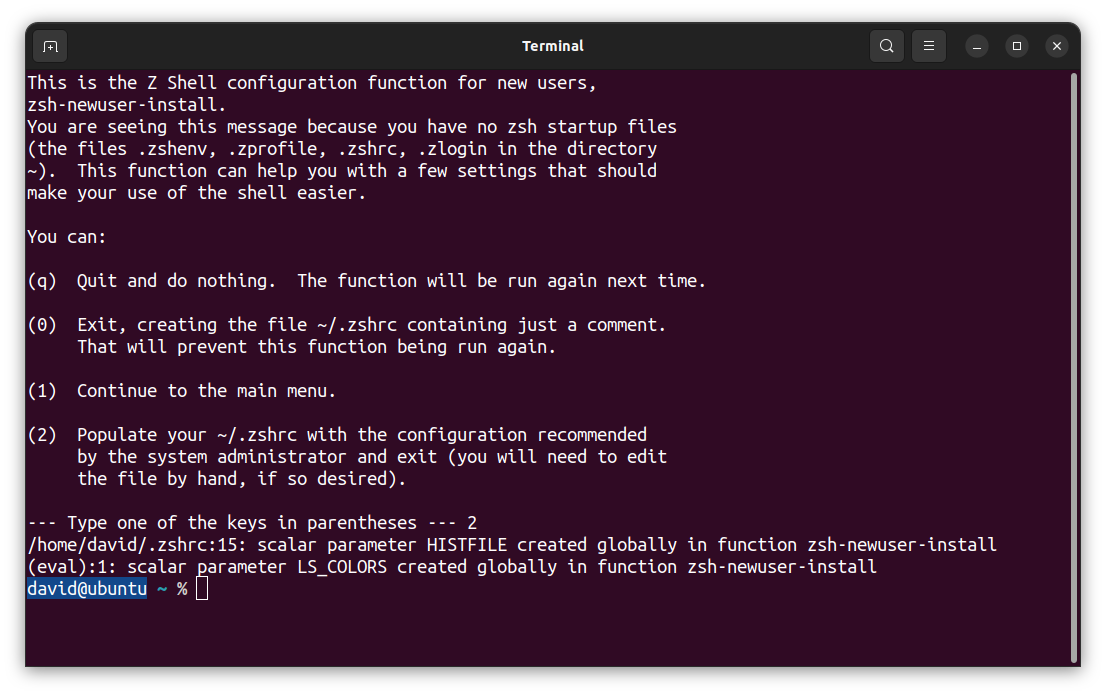 Terminal
This is the Z Shell configuration function for new users,
zsh-newuser-install.
You are seeing this message because you have no zsh startup files
(the files .zshenv, .zprofile, .zshrc, .zlogin in the directory
~).  This function can help you with a few settings that should
make your use of the shell easier.
You can:
(q)  Quit and do nothing.  The function will be run again next time.
(0)  Exit, creating the file ~/.zshrc containing just a comment.
     That will prevent this function being run again.
(1)  Continue to the main menu.
(2)  Populate your ~/.zshrc with the configuration recommended
     by the system administrator and exit (you will need to edit
     the file by hand, if so desired).
--- Type one of the keys in parentheses --- 2
/home/david/.zshrc:15: scalar parameter HISTFILE created globally in function zsh-newuser-install
(eval):1: scalar parameter LS_COLORS created globally in function zsh-newuser-install
david@ubuntu ~ %